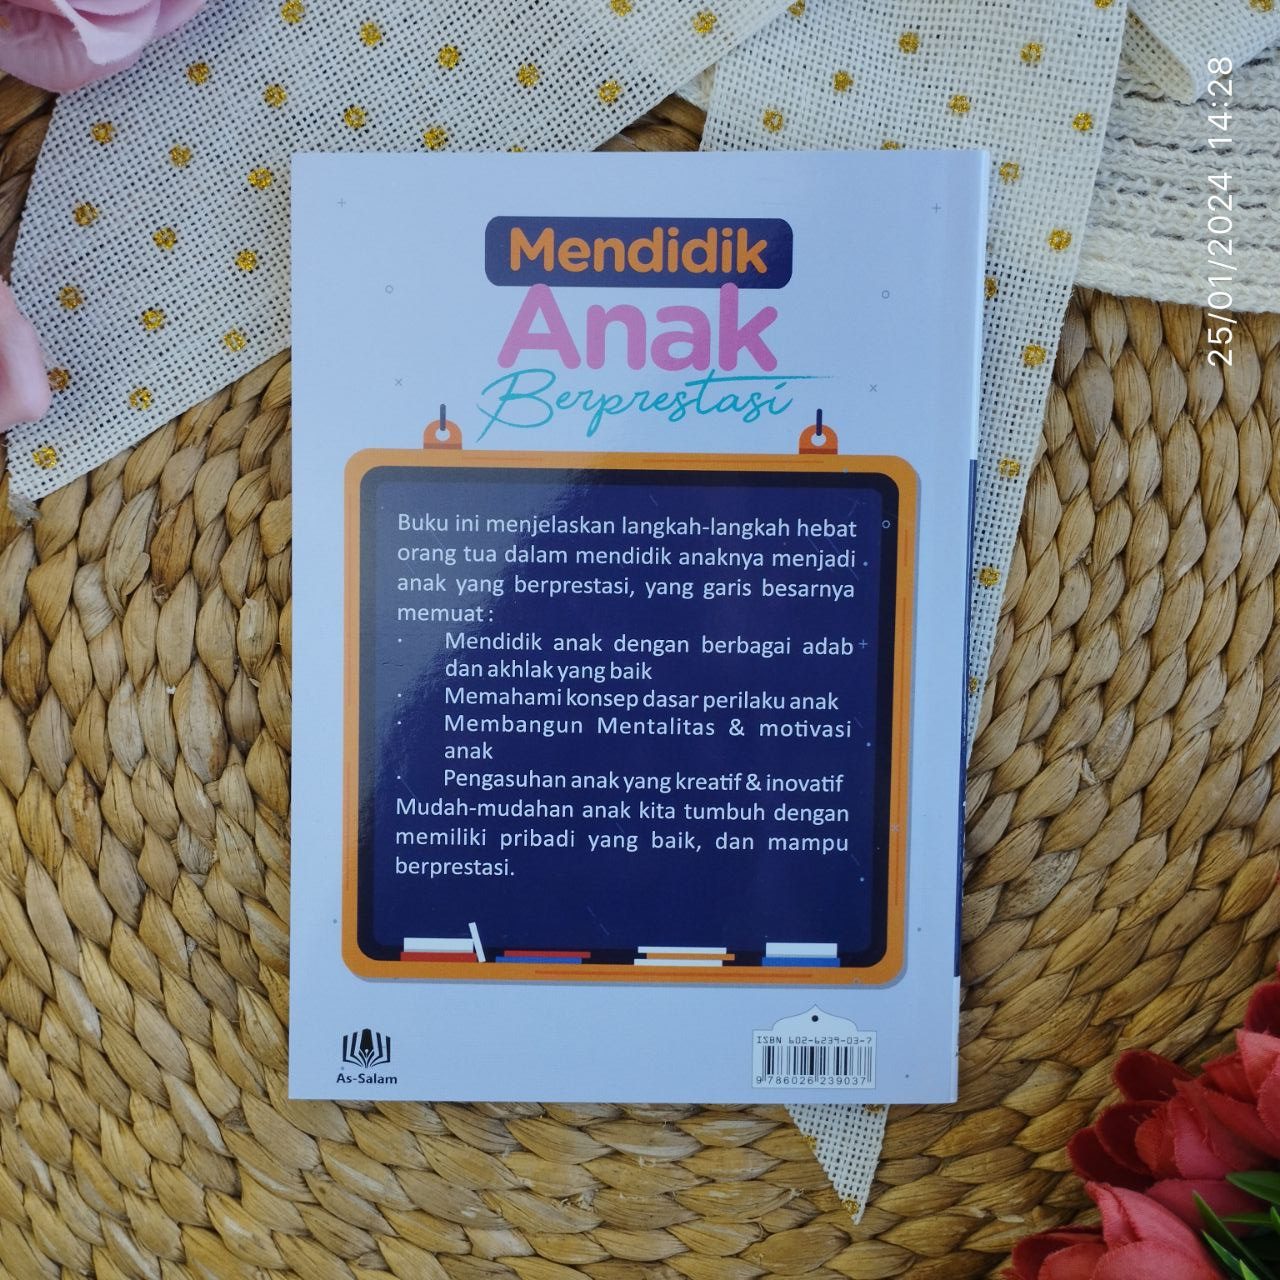 Mendidik
Anak
Berprestasi
Buku ini menjelaskan langkah-langkah hebat
orang tua dalam mendidik anaknya menjadi
anak yang berprestasi, yang garis besarnya
memuat :
· Mendidik anak dengan berbagai adab
dan akhlak yang baik
· Memahami konsep dasar perilaku anak
· Membangun Mentalitas & motivasi
anak
· Pengasuhan anak yang kreatif & inovatif
Mudah-mudahan anak kita tumbuh dengan
memiliki pribadi yang baik, dan mampu
berprestasi.
As-Salam
ISBN 602-6239-03-7
9 786026 239037
25/01/2024 14:28